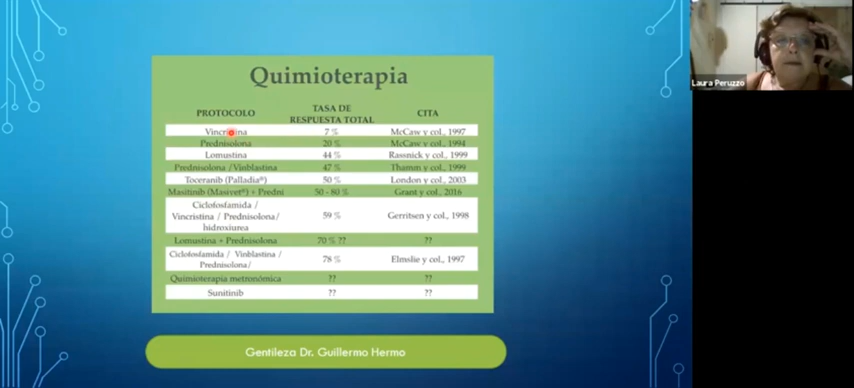 Quimioterapia
PROTOCOLO
TASA DE
RESPUESTA TOTAL
CITA
Vincristina 7 % McCaw y col., 1997
Prednisolona 20 % McCaw y col., 1994
Lomustina 44 % Rassnick y col., 1999
Prednisolona /Vinblastina 47 % Thamm y col., 1999
Toceranib (Palladia®) 50 % London y col., 2003
Masitinib (Masivet®) + Predni 50 - 80 % Grant y col., 2016
Ciclofosfamida /
Vincristina / Prednisolona/
hidroxiurea
59 % Gerritsen y col., 1998
Lomustina + Prednisolona 70 % ?? ??
Ciclofosfamida / Vinblastina /
Prednisolona/
78 % Elmslie y col., 1997
Quimioterapia metronómica ?? ??
Sunitinib ?? ??
Gentileza Dr. Guillermo Hermo
Laura Peruzzo